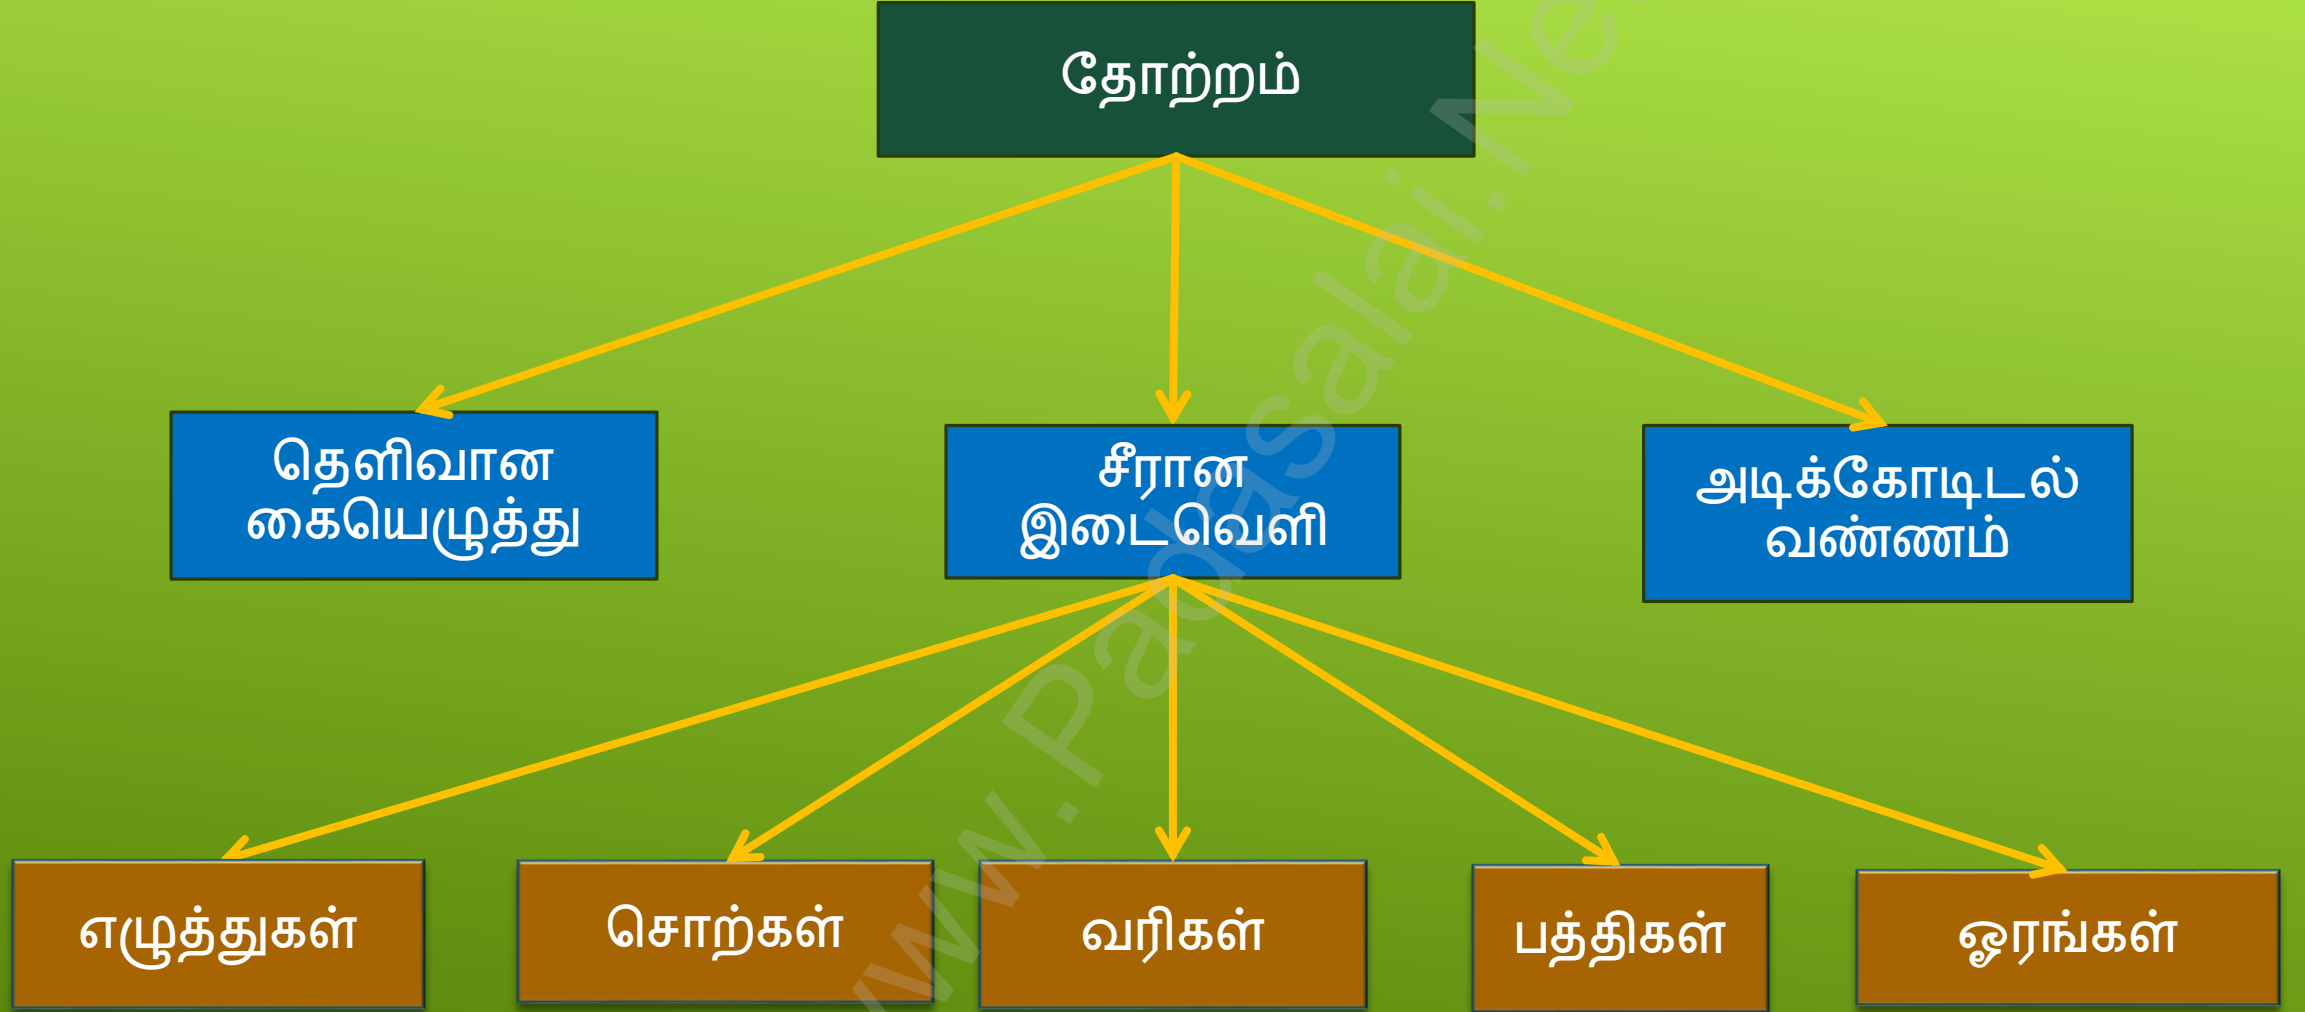 தோற்றம்
தெளிவான
கையெழுத்து
சீரான
இடைவெளி
அடிக்கோடிடல்
வண்ணம்
எழுத்துகள்
சொற்கள்
வரிகள்
பத்திகள்
ஓரங்கள்
www.Padasalai.Net